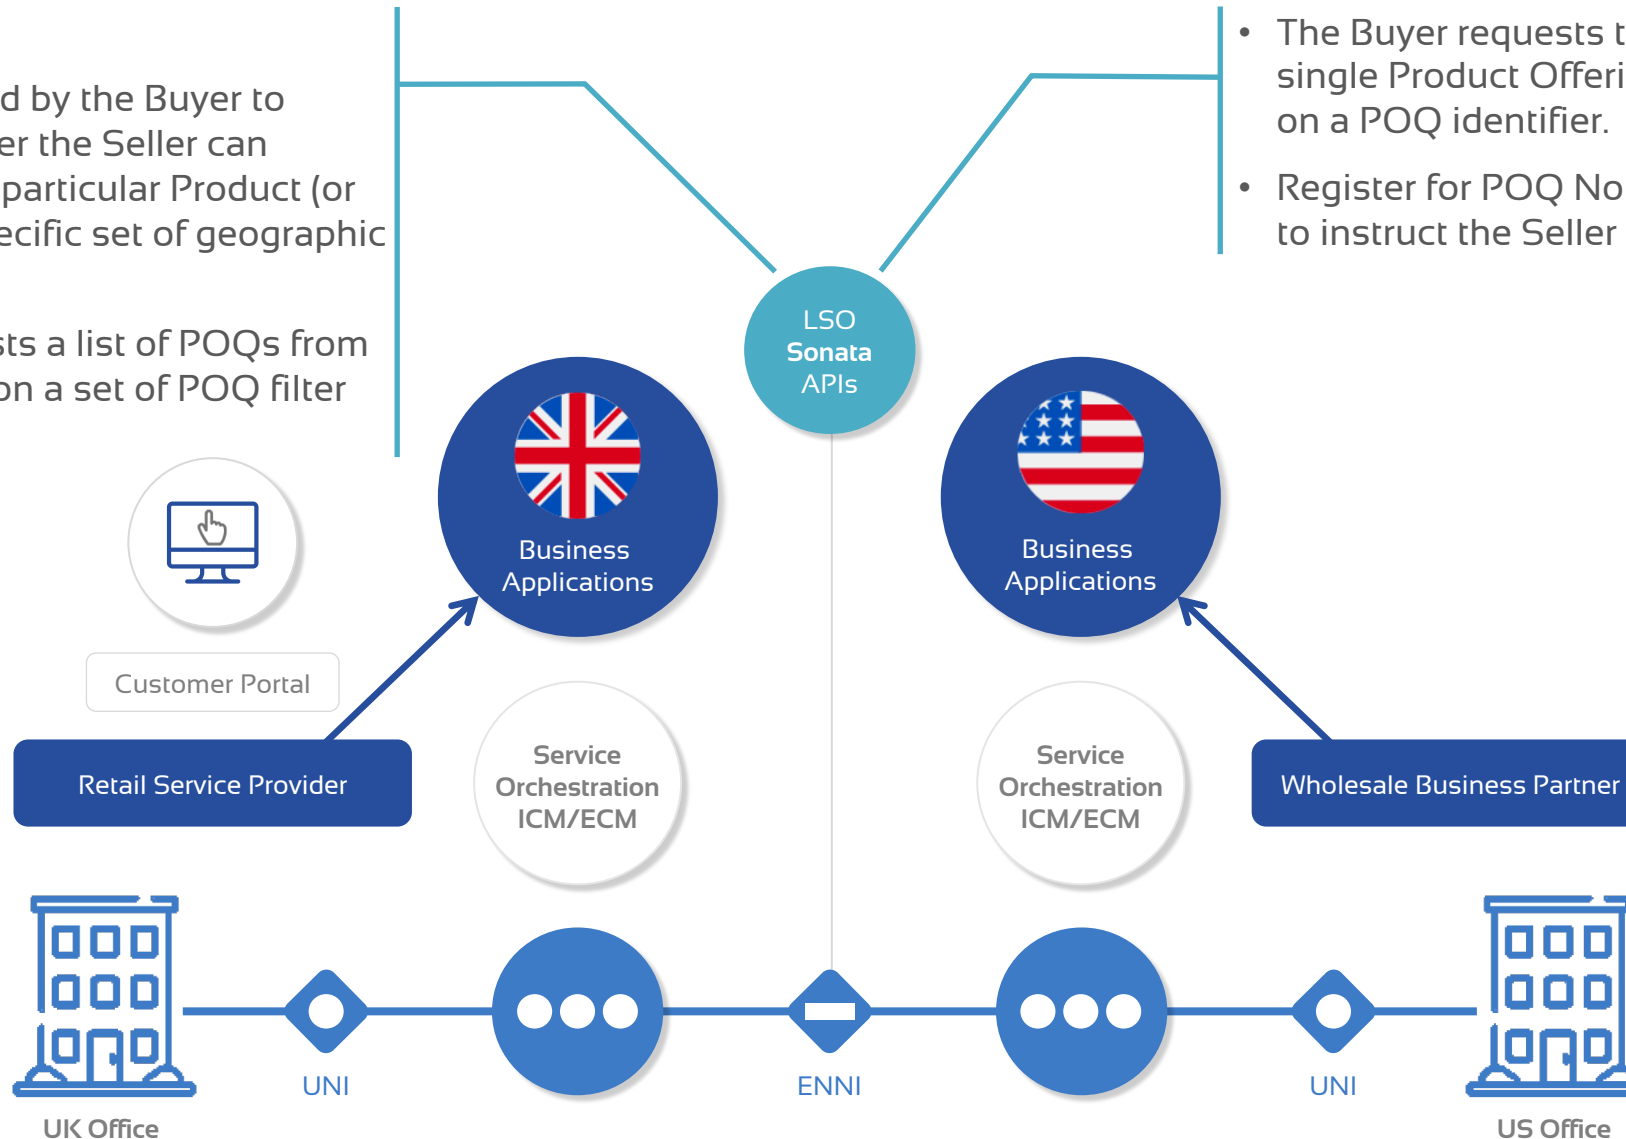 d by the Buyer to
er the Seller can
particular Product (or
ecific set of geographic
sts a list of POQs from
on a set of POQ filter
• The Buyer requests t
single Product Offeri
on a POQ identifier.
• Register for POQ No
to instruct the Seller
LSO
Sonata
APIs
Business
Applications
Business
Applications
Customer Portal
Retail Service Provider
Service
Orchestration
ICM/ECM
Service
Orchestration
ICM/ECM
Wholesale Business Partner
UNI
ENNI
UNI
UK Office
US Office